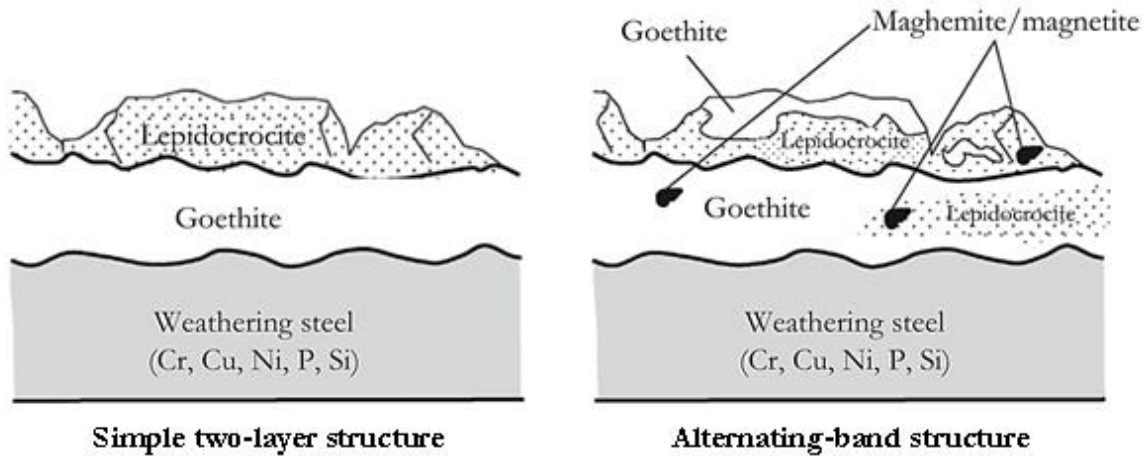 Lepidocrocite
Goethite
Weathering steel
(Cr, Cu, Ni, P, Si)
Simple two-layer structure
Maghemite/magnetite
Goethite
Lepidocrocite
Goethite
Lepidocrocite
Weathering steel
(Cr, Cu, Ni, P, Si)
Alternating-band structure